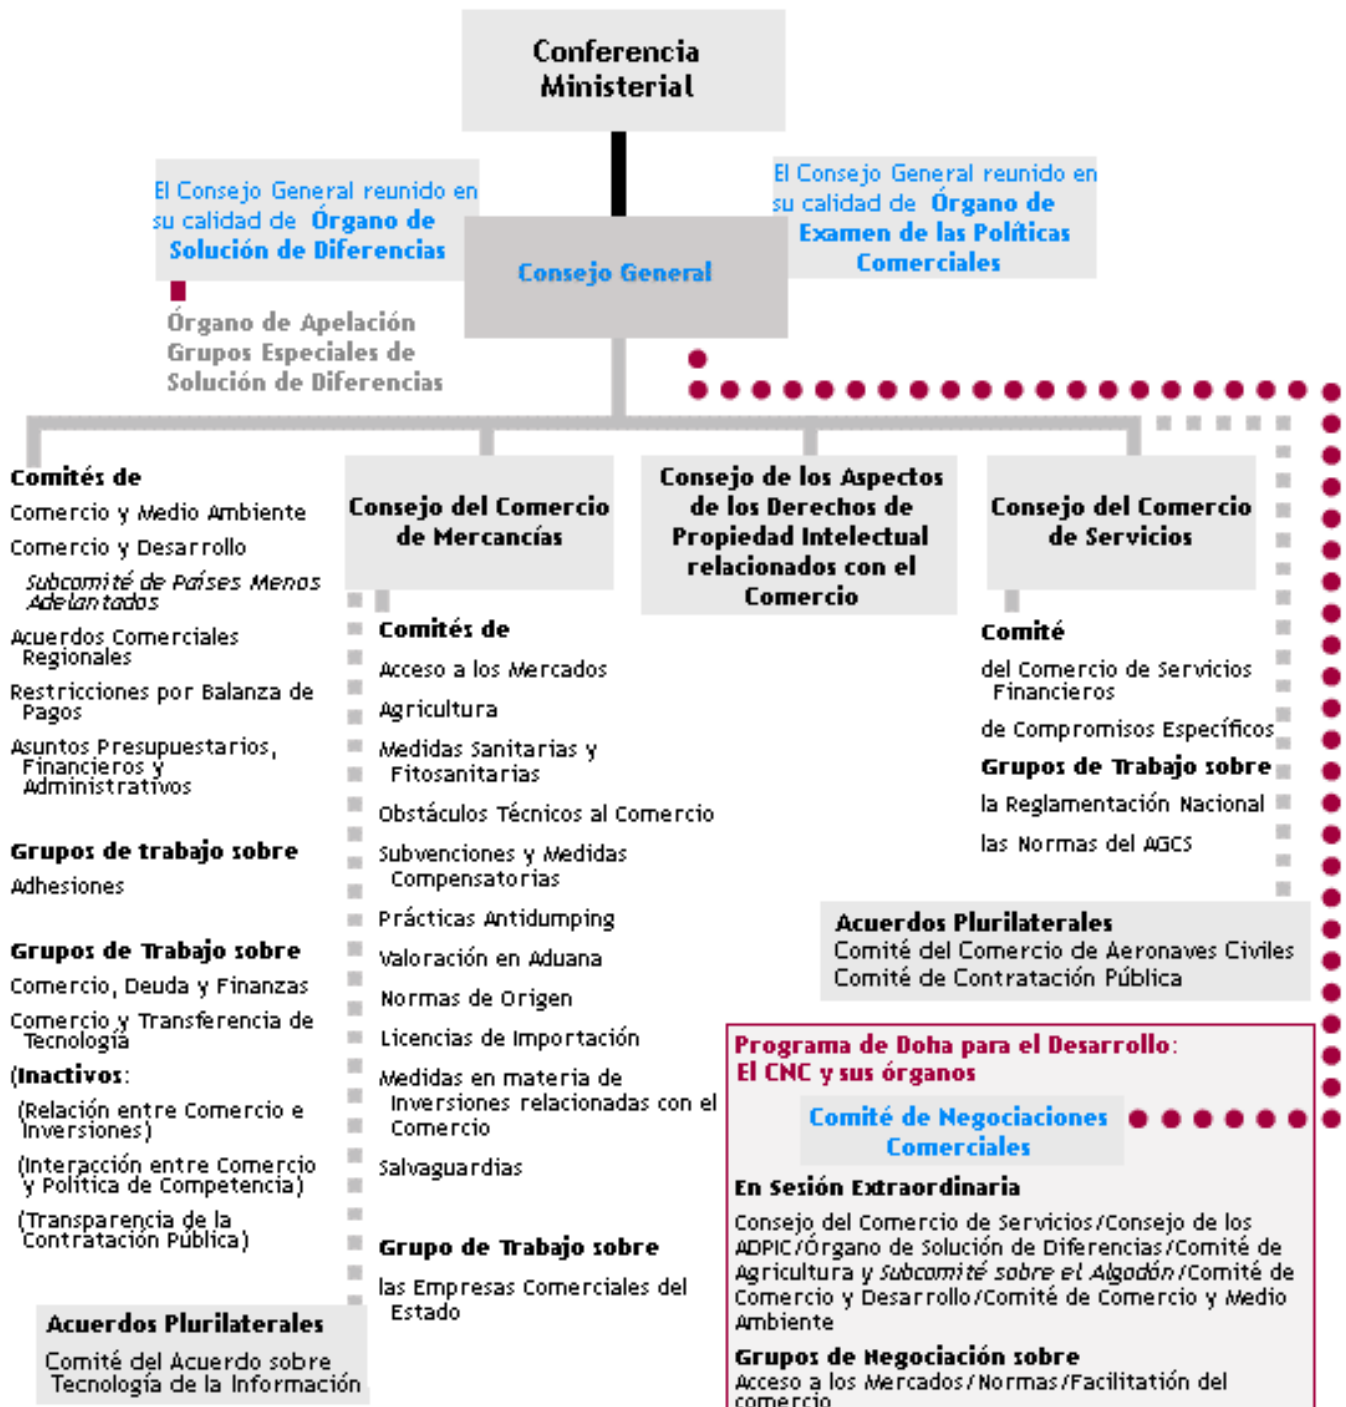 Conferencia
Ministerial
El Consejo General reunido en
su calidad de Órgano de
Solución de Diferencias
El Consejo General reunido en
su calidad de Órgano de
Examen de las Políticas
Comerciales
Consejo General
Órgano de Apelación
Grupos Especiales de
Solución de Diferencias
Comités de
Comercio y Medio Ambiente
Comercio y Desarrollo
Subcomité de Países Menos
Adelantados
Acuerdos Comerciales
Regionales
Restricciones por Balanza de
Pagos
Asuntos Presupuestarios,
Financieros y
Administrativos
Grupos de trabajo sobre
Adhesiones
Grupos de Trabajo sobre
Comercio, Deuda y Finanzas
Comercio y Transferencia de
Tecnología
(Inactivos:
(Relación entre Comercio e
Inversiones)
(Interacción entre Comercio
y Política de Competencia)
(Transparencia de la
Contratación Pública)
Acuerdos Plurilaterales
Comité del Acuerdo sobre
Tecnología de la Información
Consejo del Comercio
de Mercancías
Comités de
Acceso a los Mercados
Agricultura
Medidas Sanitarias y
Fitosanitarias
Obstáculos Técnicos al Comercio
Subvenciones y Medidas
Compensatorias
Prácticas Antidumping
Valoración en Aduana
Normas de Origen
Licencias de Importación
Medidas en materia de
Inversiones relacionadas con el
Comercio
Salvaguardias
Grupo de Trabajo sobre
las Empresas Comerciales del
Estado
Consejo de los Aspectos
de los Derechos de
Propiedad Intelectual
relacionados con el
Comercio
Consejo del Comercio
de Servicios
Comité
del Comercio de Servicios
Financieros
de Compromisos Específicos
Grupos de Trabajo sobre
la Reglamentación Nacional
las Normas del AGCS
Acuerdos Plurilaterales
Comité del Comercio de Aeronaves Civiles
Comité de Contratación Pública
Programa de Doha para el Desarrollo:
El CNC y sus órganos
Comité de Negociaciones
Comerciales
En Sesión Extraordinaria
Consejo del Comercio de Servicios/Consejo de los
ADPIC/Órgano de Solución de Diferencias/Comité de
Agricultura y Subcomité sobre el Algodón/Comité de
Comercio y Desarrollo/Comité de Comercio y Medio
Ambiente
Grupos de Negociación sobre
Acceso a los Mercados/Normas/Facilitatión del
comercio